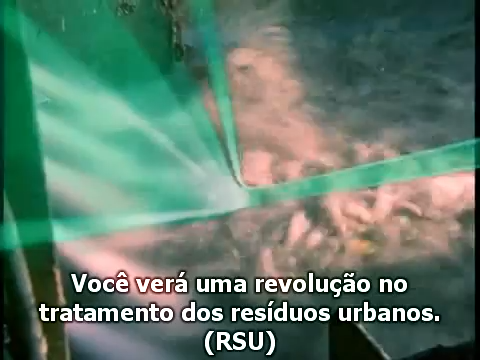 Você verá uma revolução no
tratamento dos resíduos urbanos.
(RSU)